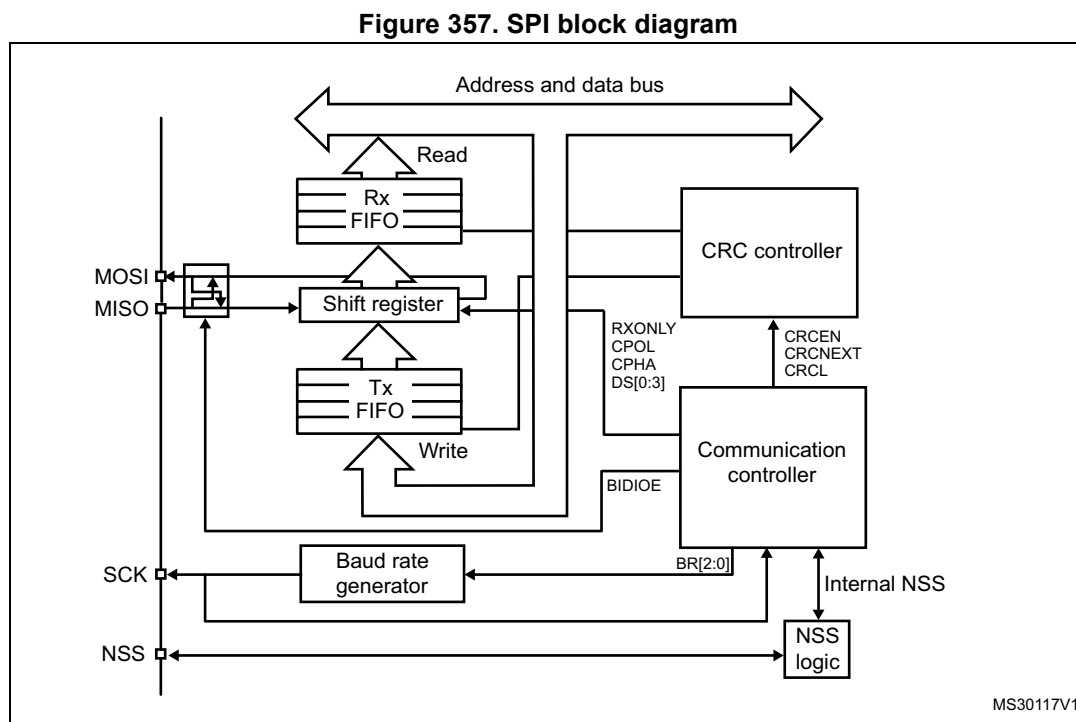 Figure 357. SPI block diagram
Address and data bus
Read
Rx
FIFO
CRC controller
MOSI
MISO
Shift register
RXONLY
CPOL
CPHA
DS[0:3]
CRCEN
CRCNEXT
CRCL
Tx
FIFO
Write
Communication
controller
BIDIOE
Baud rate
generator
BR[2:0]
SCK
Internal NSS
NSS
NSS
logic
MS30117V1